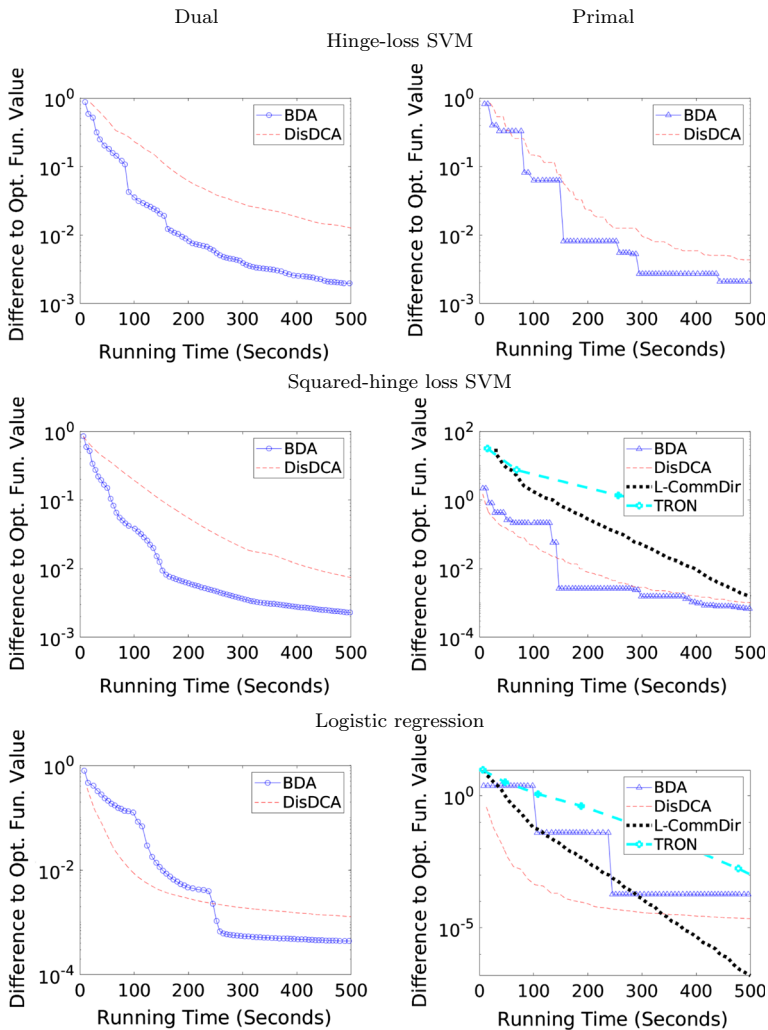 Dual Primal
Hinge-loss SVM
Difference to Opt. Fun. Value
10^0
10^-1
10^-2
10^-3
BDA
DisDCA
0 100 200 300 400 500
Running Time (Seconds)
Difference to Opt. Fun. Value
10^0
10^-1
10^-2
10^-3
BDA
DisDCA
0 100 200 300 400 500
Running Time (Seconds)
Squared-hinge loss SVM
Difference to Opt. Fun. Value
10^0
10^-1
10^-2
10^-3
BDA
DisDCA
0 100 200 300 400 500
Running Time (Seconds)
Difference to Opt. Fun. Value
10^2
10^0
10^-2
10^-4
BDA
DisDCA
L-CommDir
TRON
0 100 200 300 400 500
Running Time (Seconds)
Logistic regression
Difference to Opt. Fun. Value
10^0
10^-2
10^-4
BDA
DisDCA
0 100 200 300 400 500
Running Time (Seconds)
Difference to Opt. Fun. Value
10^0
10^-5
BDA
DisDCA
L-CommDir
TRON
0 100 200 300 400 500
Running Time (Seconds)